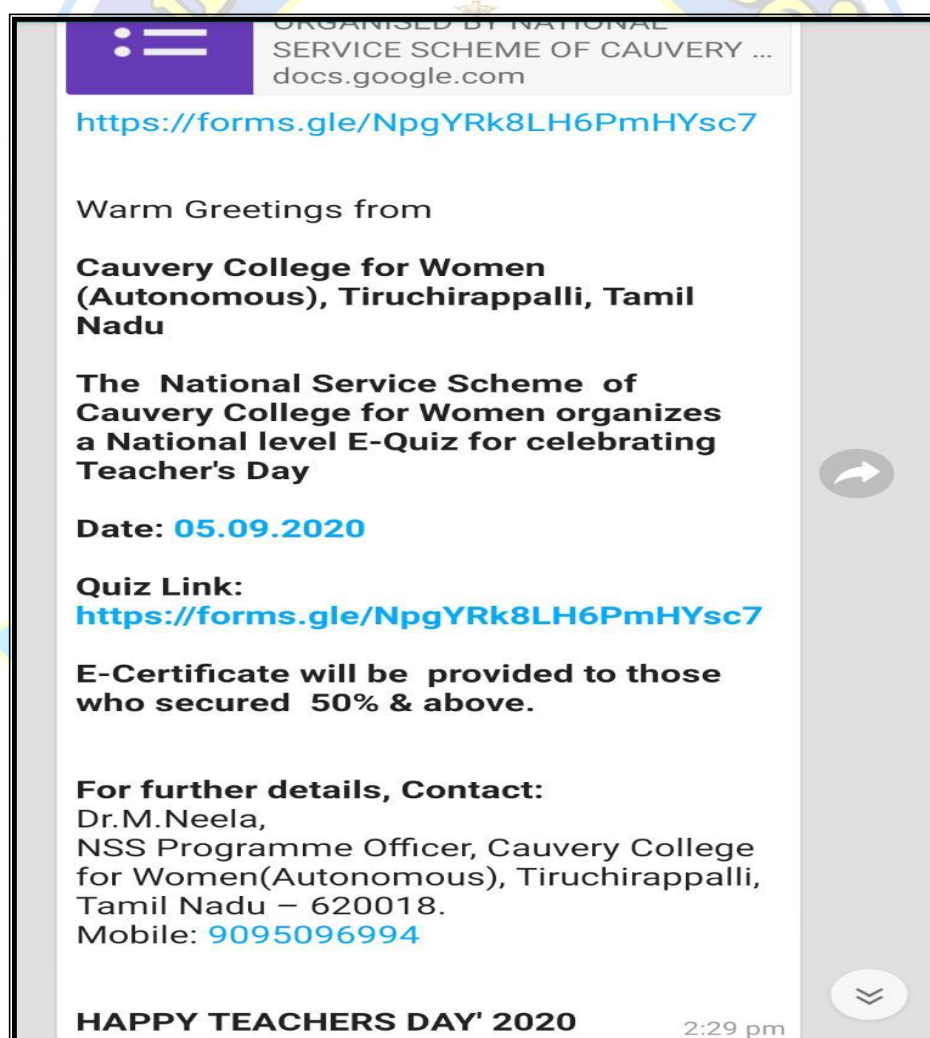 ORGANISED BY NATIONAL
SERVICE SCHEME OF CAUVERY ...
docs.google.com
https://forms.gle/NpgYRk8LH6PmHYsc7
Warm Greetings from
Cauvery College for Women
(Autonomous), Tiruchirappalli, Tamil
Nadu
The National Service Scheme of
Cauvery College for Women organizes
a National level E-Quiz for celebrating
Teacher's Day
Date: 05.09.2020
Quiz Link:
https://forms.gle/NpgYRk8LH6PmHYsc7
E-Certificate will be provided to those
who secured 50% & above.
For further details, Contact:
Dr.M.Neela,
NSS Programme Officer, Cauvery College
for Women(Autonomous), Tiruchirappalli,
Tamil Nadu – 620018.
Mobile: 9095096994
HAPPY TEACHERS DAY' 2020
2:29 pm